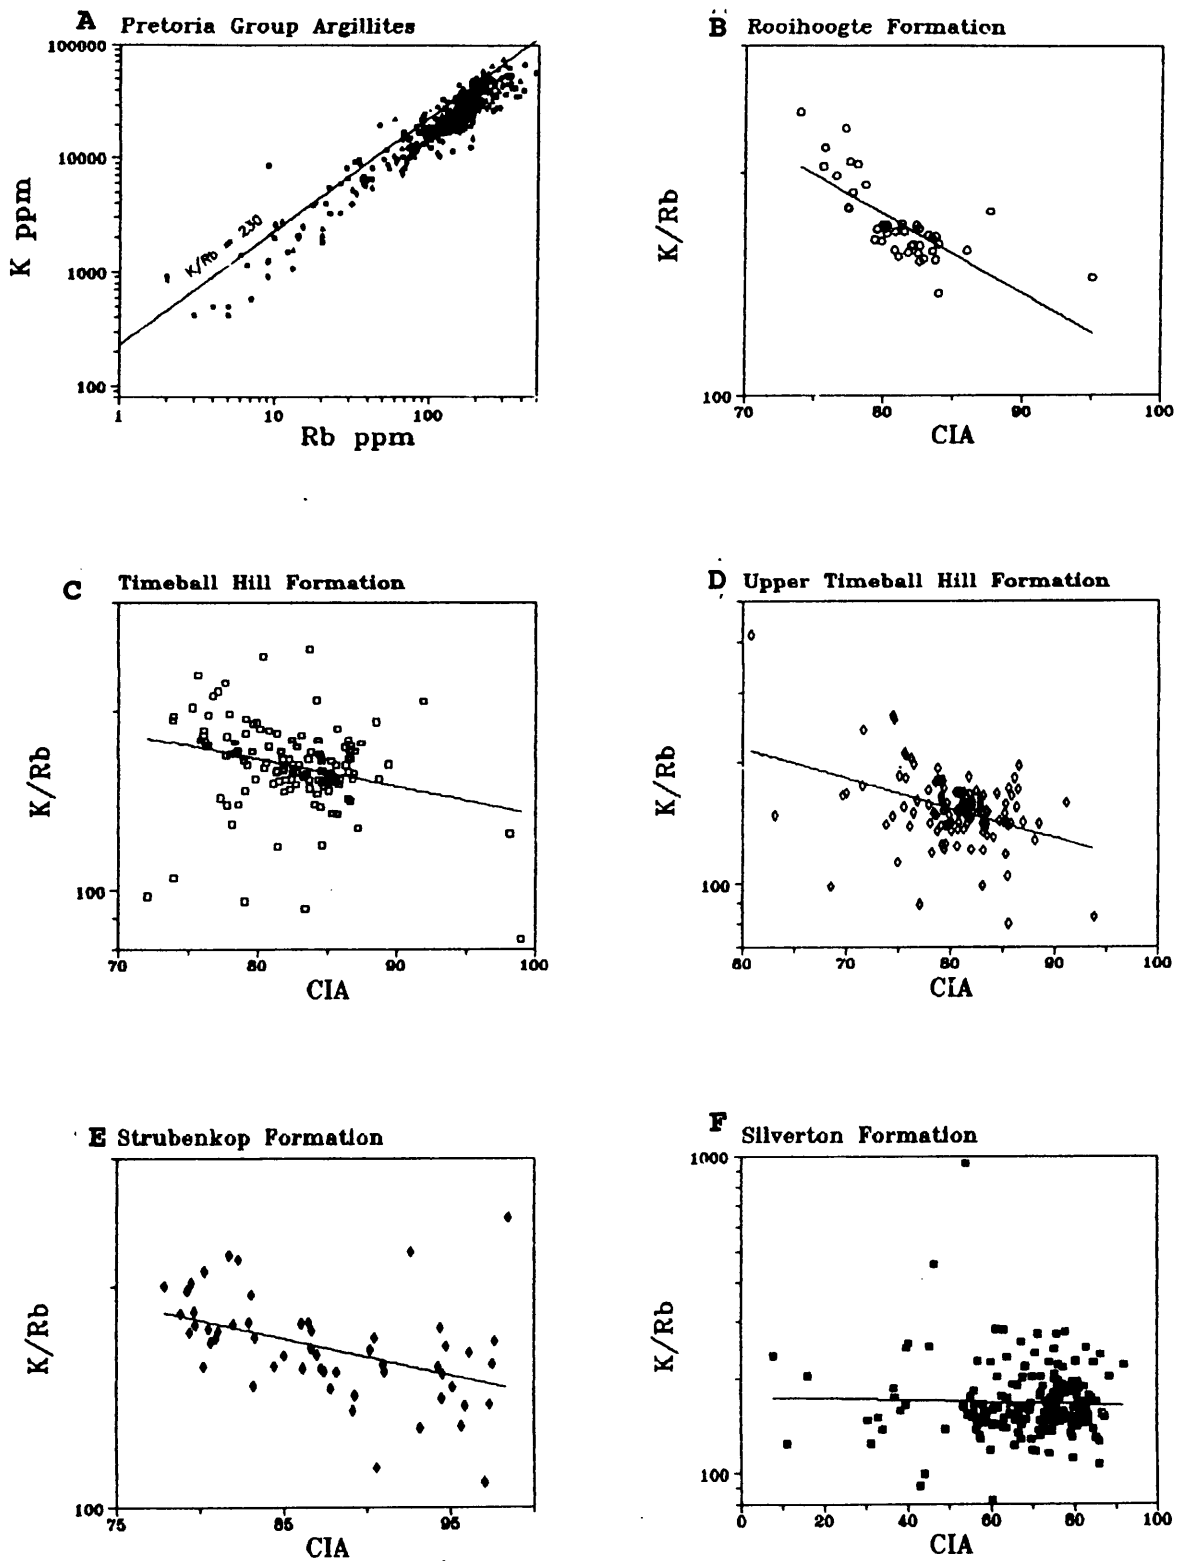 A Pretoria Group Argillites
100000
10000
1000
100
K ppm
K/Rb = 230
1
10
100
Rb ppm
B Rooihoogte Formation
K/Rb
100
70
80
90
100
CIA
C Timeball Hill Formation
K/Rb
100
70
80
90
100
CIA
D Upper Timeball Hill Formation
K/Rb
100
60
70
80
90
100
CIA
E Strubenkop Formation
K/Rb
100
75
85
95
CIA
F Silverton Formation
1000
K/Rb
100
0
20
40
60
80
100
CIA